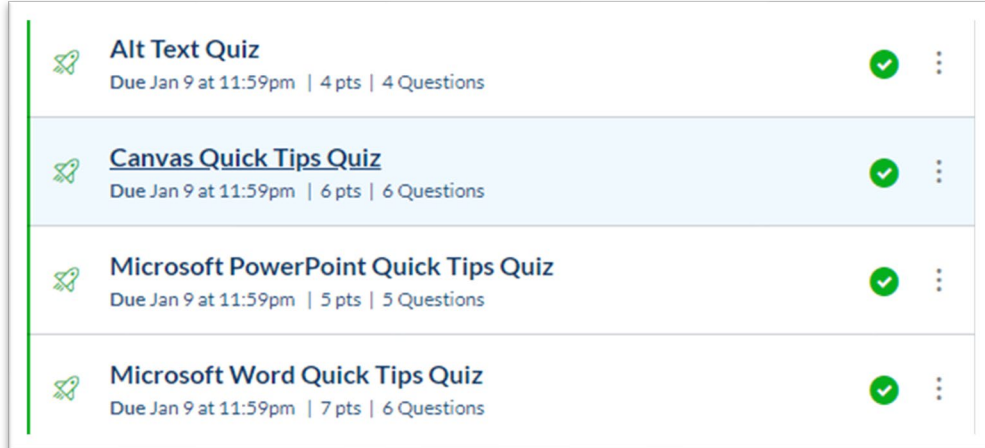 Alt Text Quiz
Due Jan 9 at 11:59pm | 4 pts | 4 Questions
Canvas Quick Tips Quiz
Due Jan 9 at 11:59pm | 6 pts | 6 Questions
Microsoft PowerPoint Quick Tips Quiz
Due Jan 9 at 11:59pm | 5 pts | 5 Questions
Microsoft Word Quick Tips Quiz
Due Jan 9 at 11:59pm | 7 pts | 6 Questions